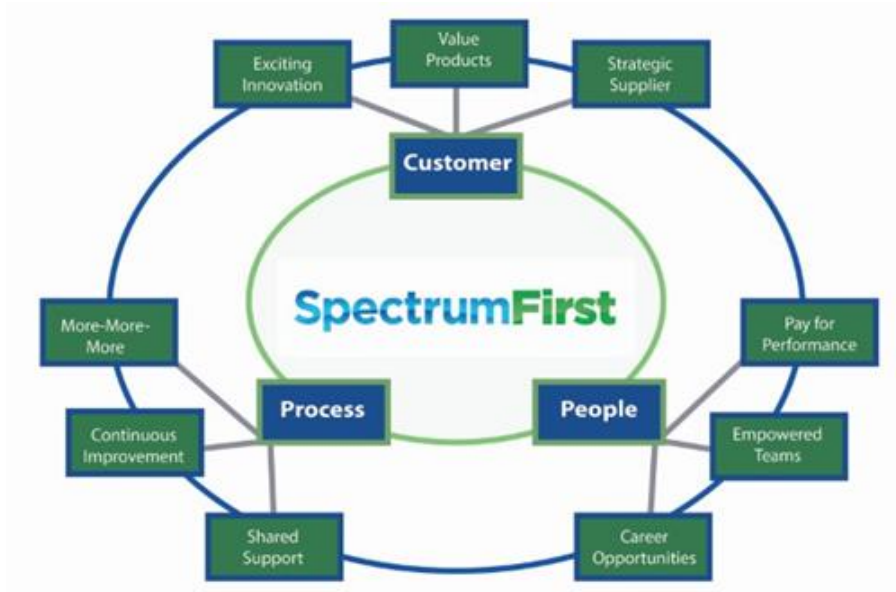 Value
Products
Exciting
Innovation
Strategic
Supplier
Customer
SpectrumFirst
More-More-
More
Pay for
Performance
Process
People
Continuous
Improvement
Empowered
Teams
Shared
Support
Career
Opportunities